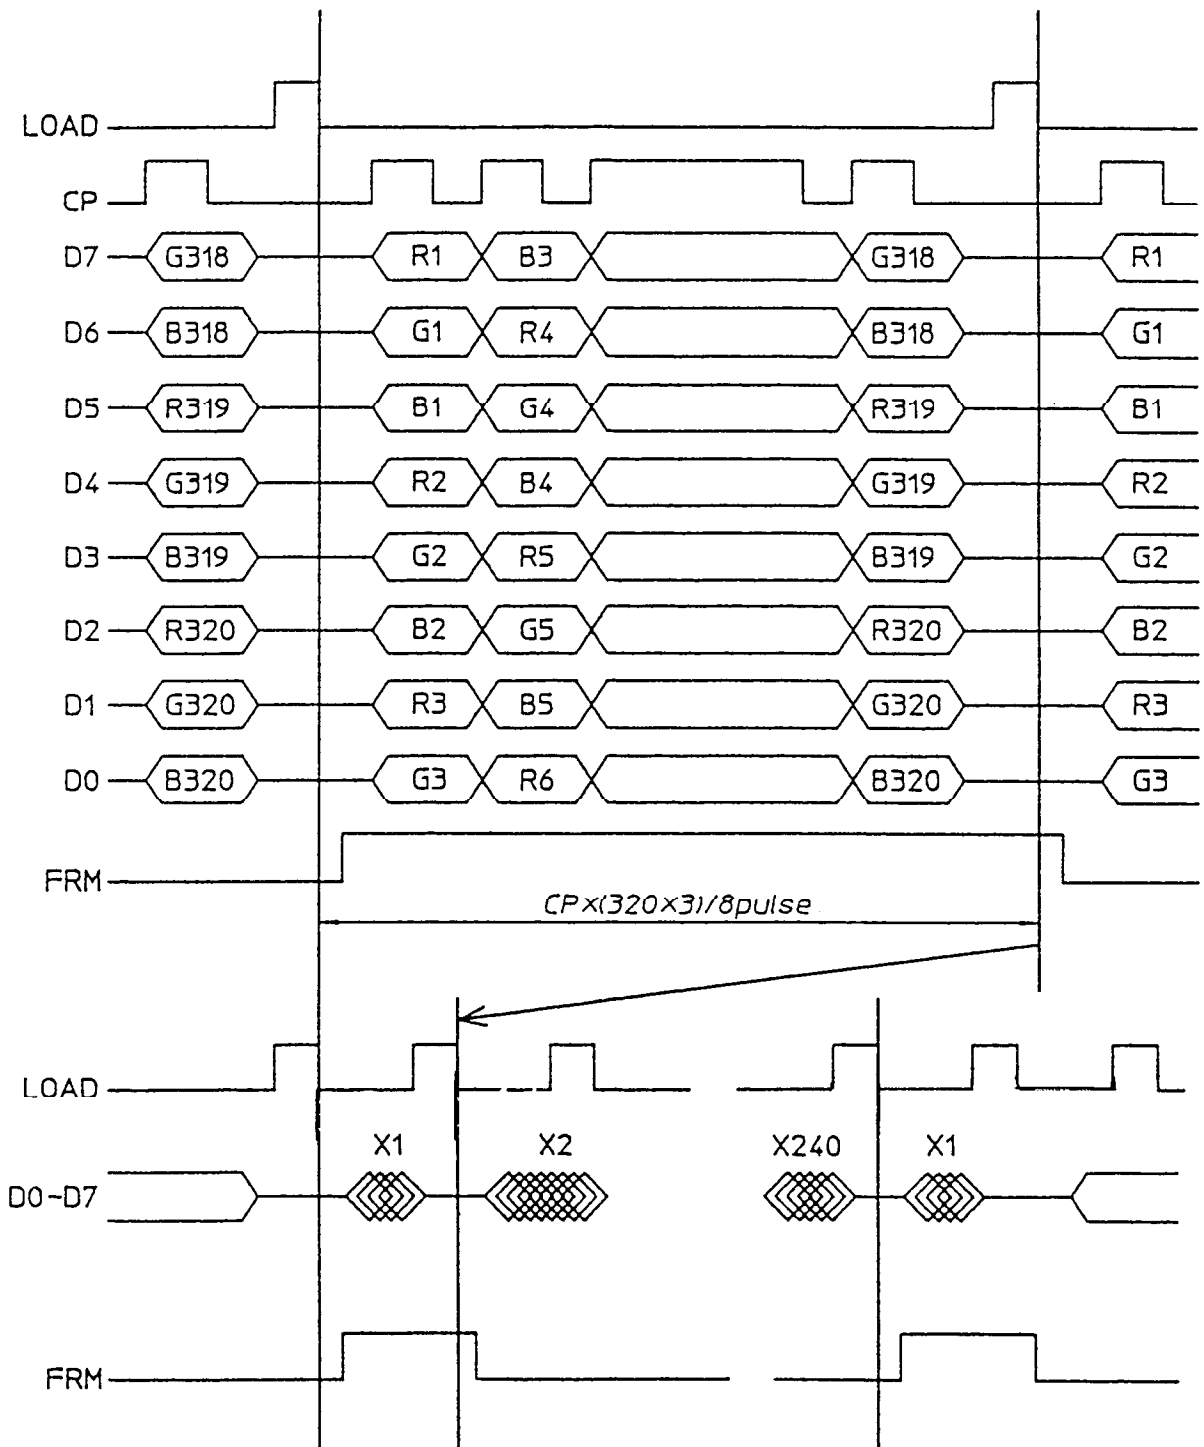 LOAD
CP
D7 G318 R1 B3 G318 R1
D6 B318 G1 R4 B318 G1
D5 R319 B1 G4 R319 B1
D4 G319 R2 B4 G319 R2
D3 B319 G2 R5 B319 G2
D2 R320 B2 G5 R320 B2
D1 G320 R3 B5 G320 R3
D0 B320 G3 R6 B320 G3
FRM
CP×(320×3)/8pulse
LOAD
X1 X2 X240 X1
D0-D7
FRM